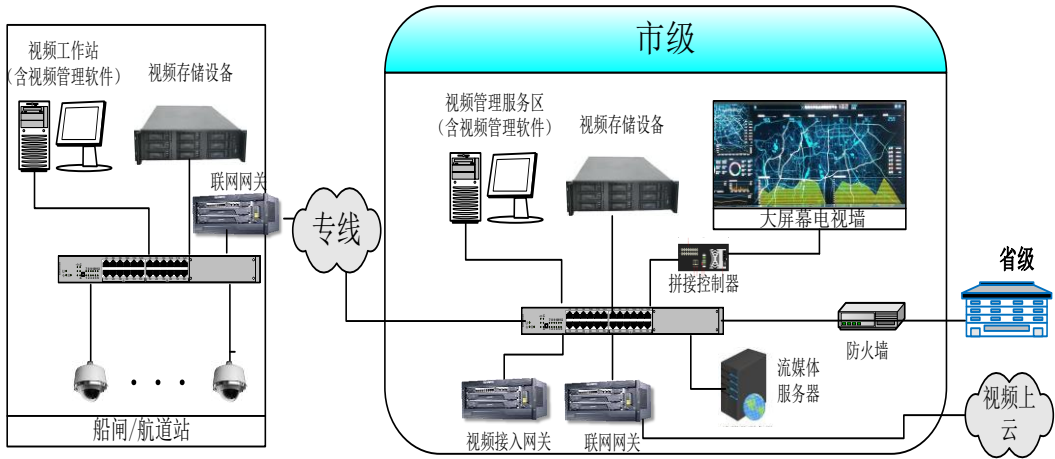 视频工作站
（含视频管理软件）
视频存储设备
联网网关
船闸/航道站
专线
市级
视频管理服务区
（含视频管理软件）
视频存储设备
大屏幕电视墙
拼接控制器
视频接入网关
联网网关
流媒体
服务器
防火墙
省级
视频上
云